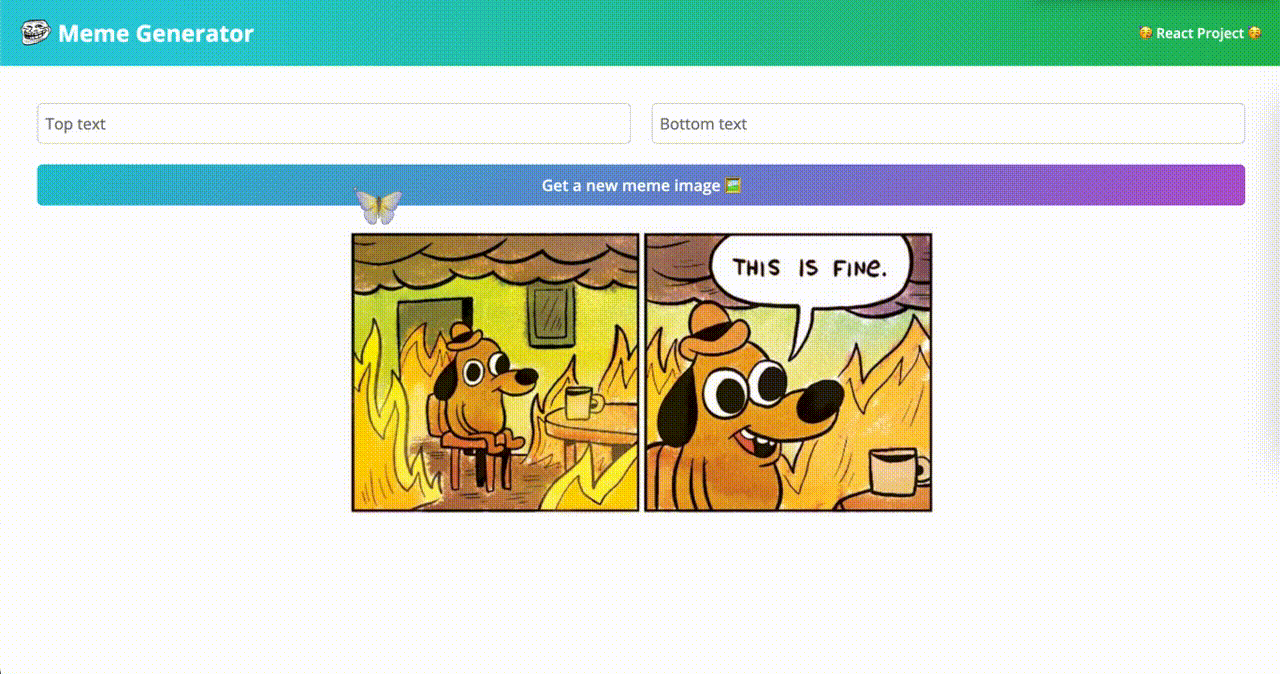 Meme Generator
React Project
Top text
Bottom text
Get a new meme image
THIS IS FINE.